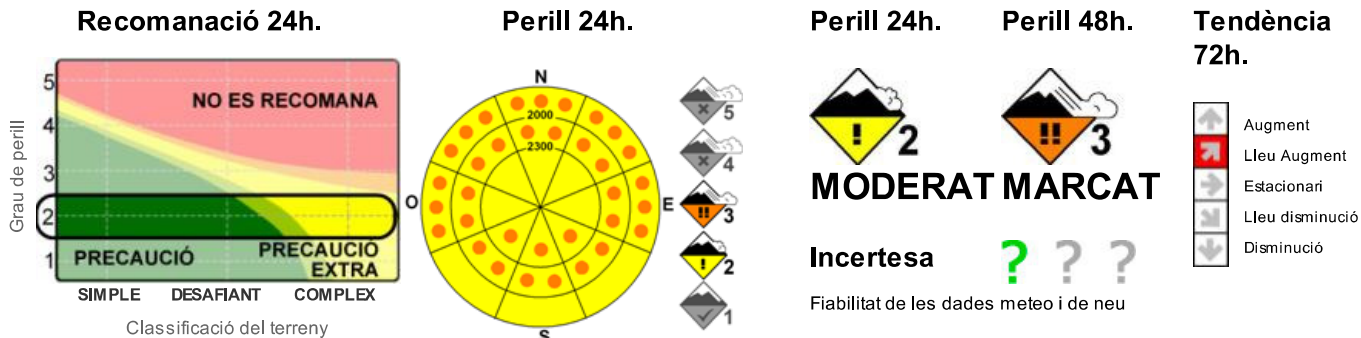 Recomanació 24h.
Perill 24h.
Perill 24h.
Perill 48h.
Tendència
72h.
Grau de perill
5
4
3
2
1
NO ES RECOMANA
PRECAUCIÓ
PRECAUCIÓ
EXTRA
SIMPLE DESAFIANT COMPLEX
Classificació del terreny
N
2000
2300
O
E
S
5
4
!! 3
! 2
1
! 2
MODERAT
!! 3
MARCAT
Incertesa
? ? ?
Fiabilitat de les dades meteo i de neu
Augment
Lleu Augment
Estacionari
Lleu disminució
Disminució